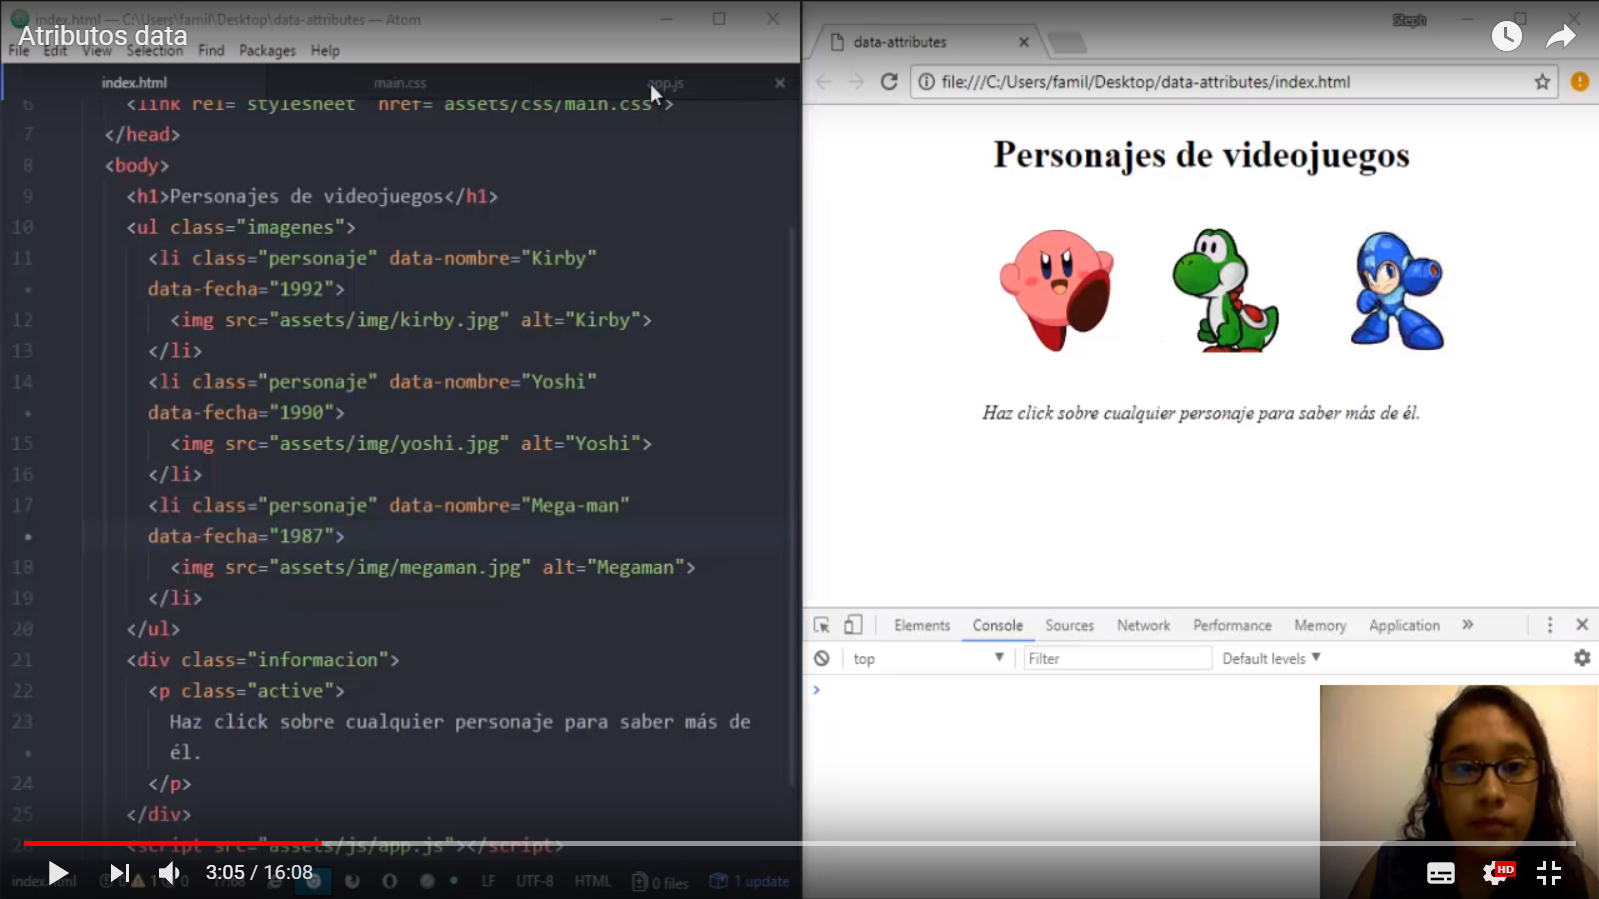 index.html — C:\Users\famil\Desktop\data-attributes — Atom
Atributos data
File Edit View Selection Find Packages Help
index.html main.css app.js
6 <link rel="stylesheet" href="assets/css/main.css">
7 </head>
8 <body>
9 <h1>Personajes de videojuegos</h1>
10 <ul class="imagenes">
11 <li class="personaje" data-nombre="Kirby"
data-fecha="1992">
12 <img src="assets/img/kirby.jpg" alt="Kirby">
13 </li>
14 <li class="personaje" data-nombre="Yoshi"
data-fecha="1990">
15 <img src="assets/img/yoshi.jpg" alt="Yoshi">
16 </li>
17 <li class="personaje" data-nombre="Mega-man"
data-fecha="1987">
18 <img src="assets/img/megaman.jpg" alt="Megaman">
19 </li>
20 </ul>
21 <div class="informacion">
22 <p class="active">
23 Haz click sobre cualquier personaje para saber más de
él.
24 </p>
25 </div>
26 <script src="assets/js/app.js"></script>
3:05 / 16:08
index.html 17:08 LF UTF-8 HTML 0 files 1 update
Steph
data-attributes
file:///C:/Users/famil/Desktop/data-attributes/index.html
Personajes de videojuegos
Haz click sobre cualquier personaje para saber más de él.
Elements Console Sources Network Performance Memory Application »
top Filter Default levels
HD